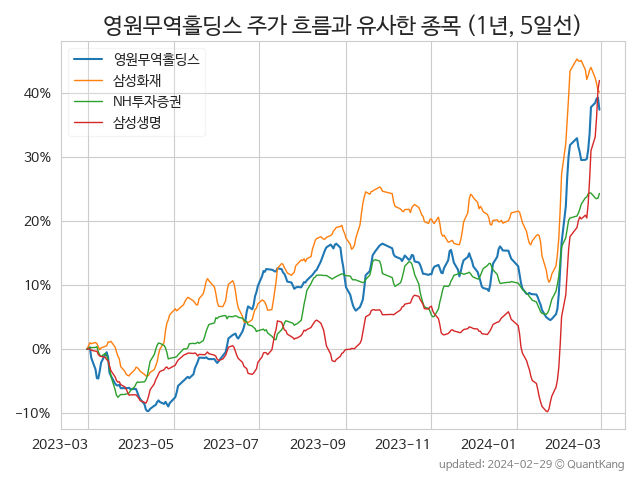 영원무역홀딩스 주가 흐름과 유사한 종목 (1년, 5일선)
영원무역홀딩스
삼성화재
NH투자증권
삼성생명
40%
30%
20%
10%
0%
−10%
2023-03
2023-05
2023-07
2023-09
2023-11
2024-01
2024-03
updated: 2024-02-29 © QuantKang